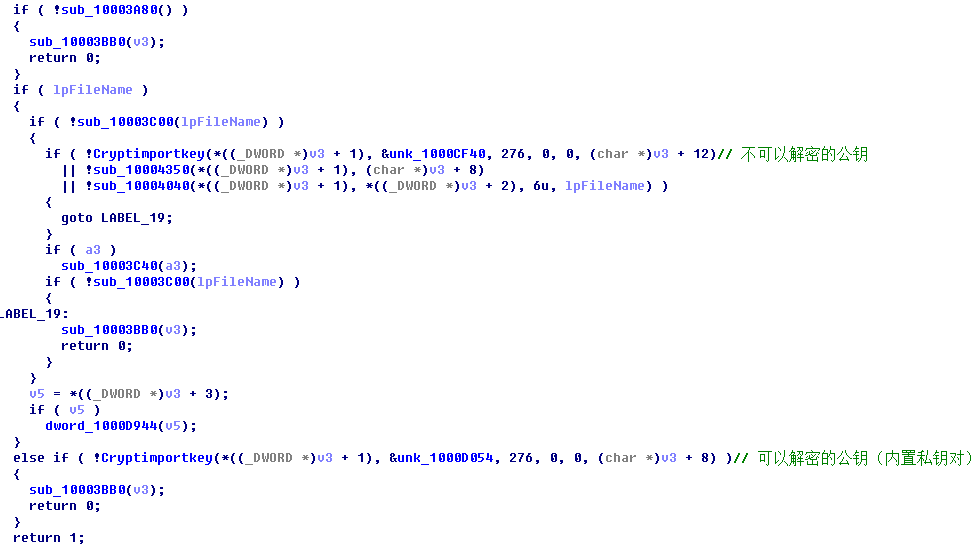 if ( !sub_10003A80() )
{
sub_10003BB0(v3);
return 0;
}
if ( lpFileName )
{
if ( !sub_10003C00(lpFileName) )
{
if ( !Cryptimportkey(*((_DWORD *)v3 + 1), &unk_1000CF40, 276, 0, 0, (char *)v3 + 12)// 不可以解密的公钥
|| !sub_10004350(*((_DWORD *)v3 + 1), (char *)v3 + 8)
|| !sub_10004040(*((_DWORD *)v3 + 1), *((_DWORD *)v3 + 2), 6u, lpFileName) )
{
goto LABEL_19;
}
if ( a3 )
sub_10003C40(a3);
if ( !sub_10003C00(lpFileName) )
{
LABEL_19:
sub_10003BB0(v3);
return 0;
}
}
v5 = *((_DWORD *)v3 + 3);
if ( v5 )
dword_1000D944(v5);
}
else if ( !Cryptimportkey(*((_DWORD *)v3 + 1), &unk_1000D054, 276, 0, 0, (char *)v3 + 8) )// 可以解密的公钥（内置私钥对）
{
sub_10003BB0(v3);
return 0;
}
return 1;